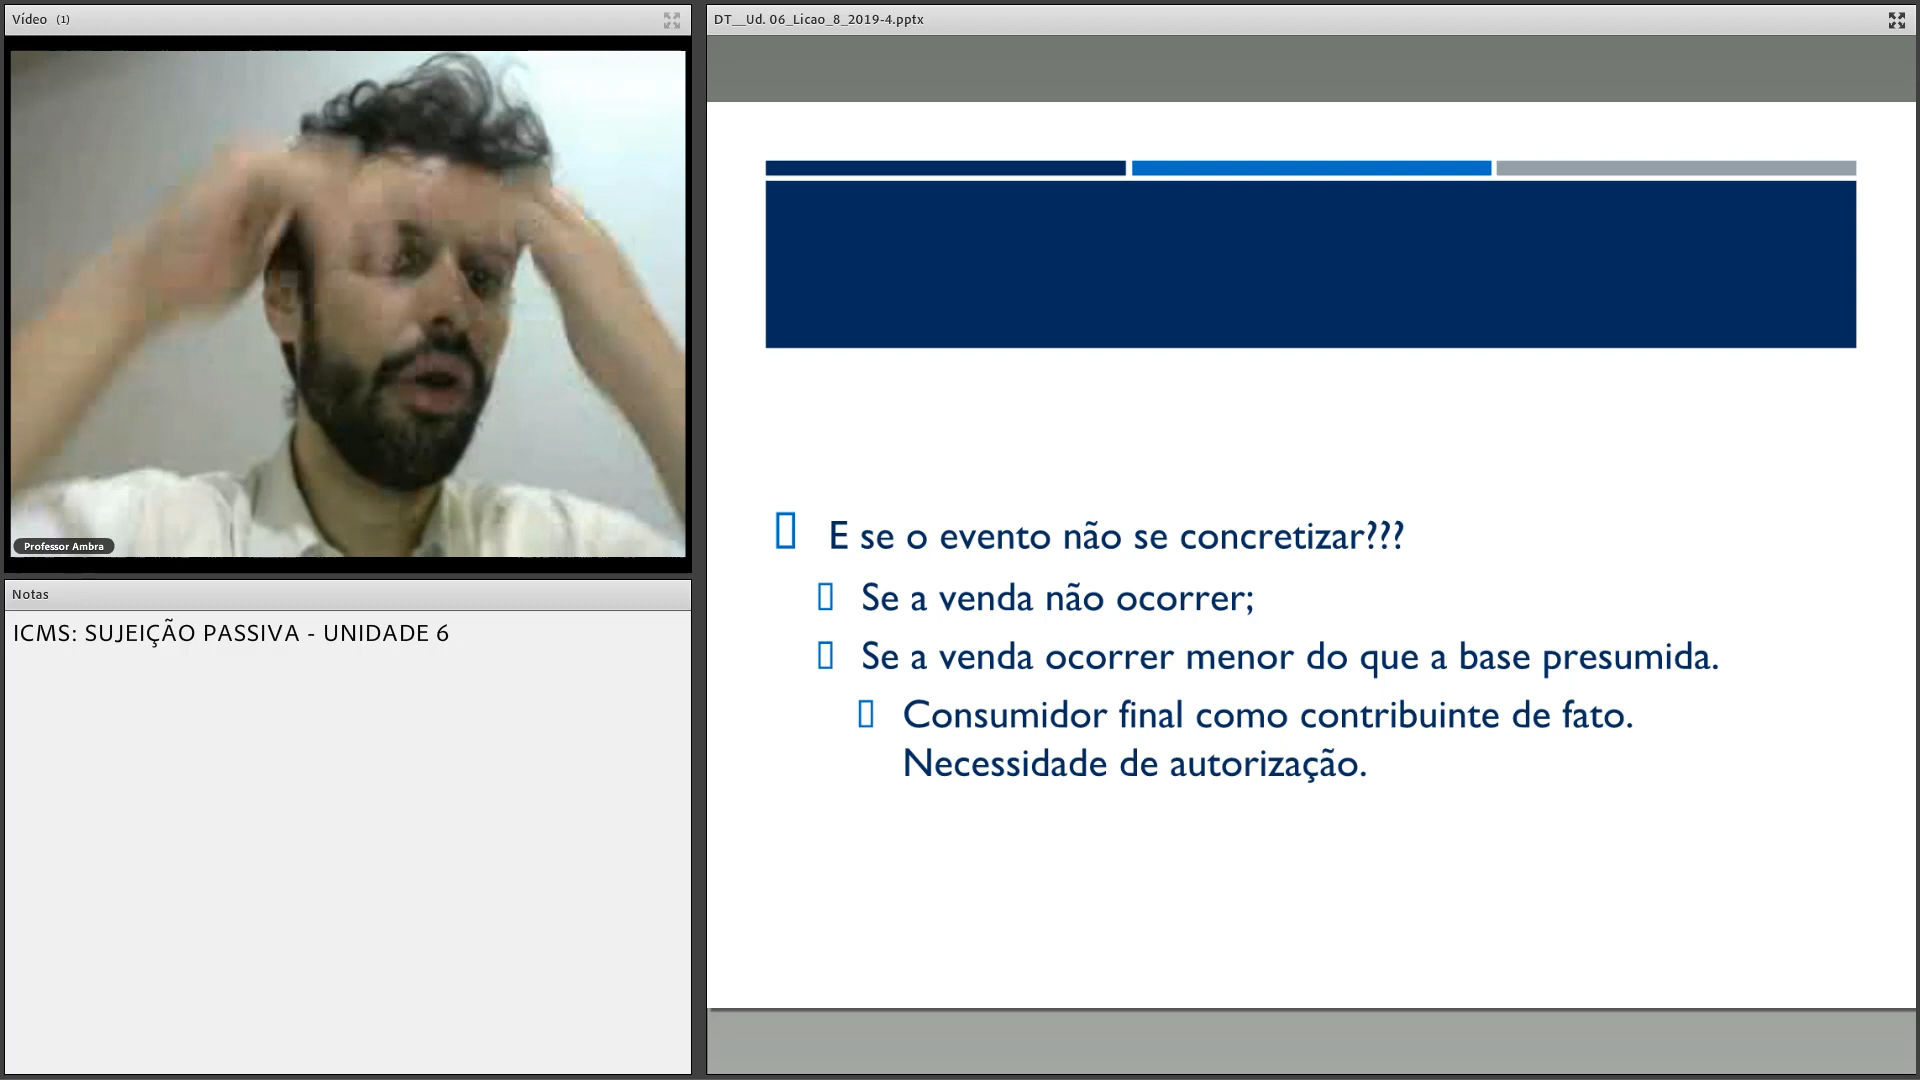 Vídeo (1)
Professor Ambra
Notas
ICMS: SUJEIÇÃO PASSIVA - UNIDADE 6
DT__Ud. 06_Licao_8_2019-4.pptx
E se o evento não se concretizar???
Se a venda não ocorrer;
Se a venda ocorrer menor do que a base presumida.
Consumidor final como contribuinte de fato.
Necessidade de autorização.